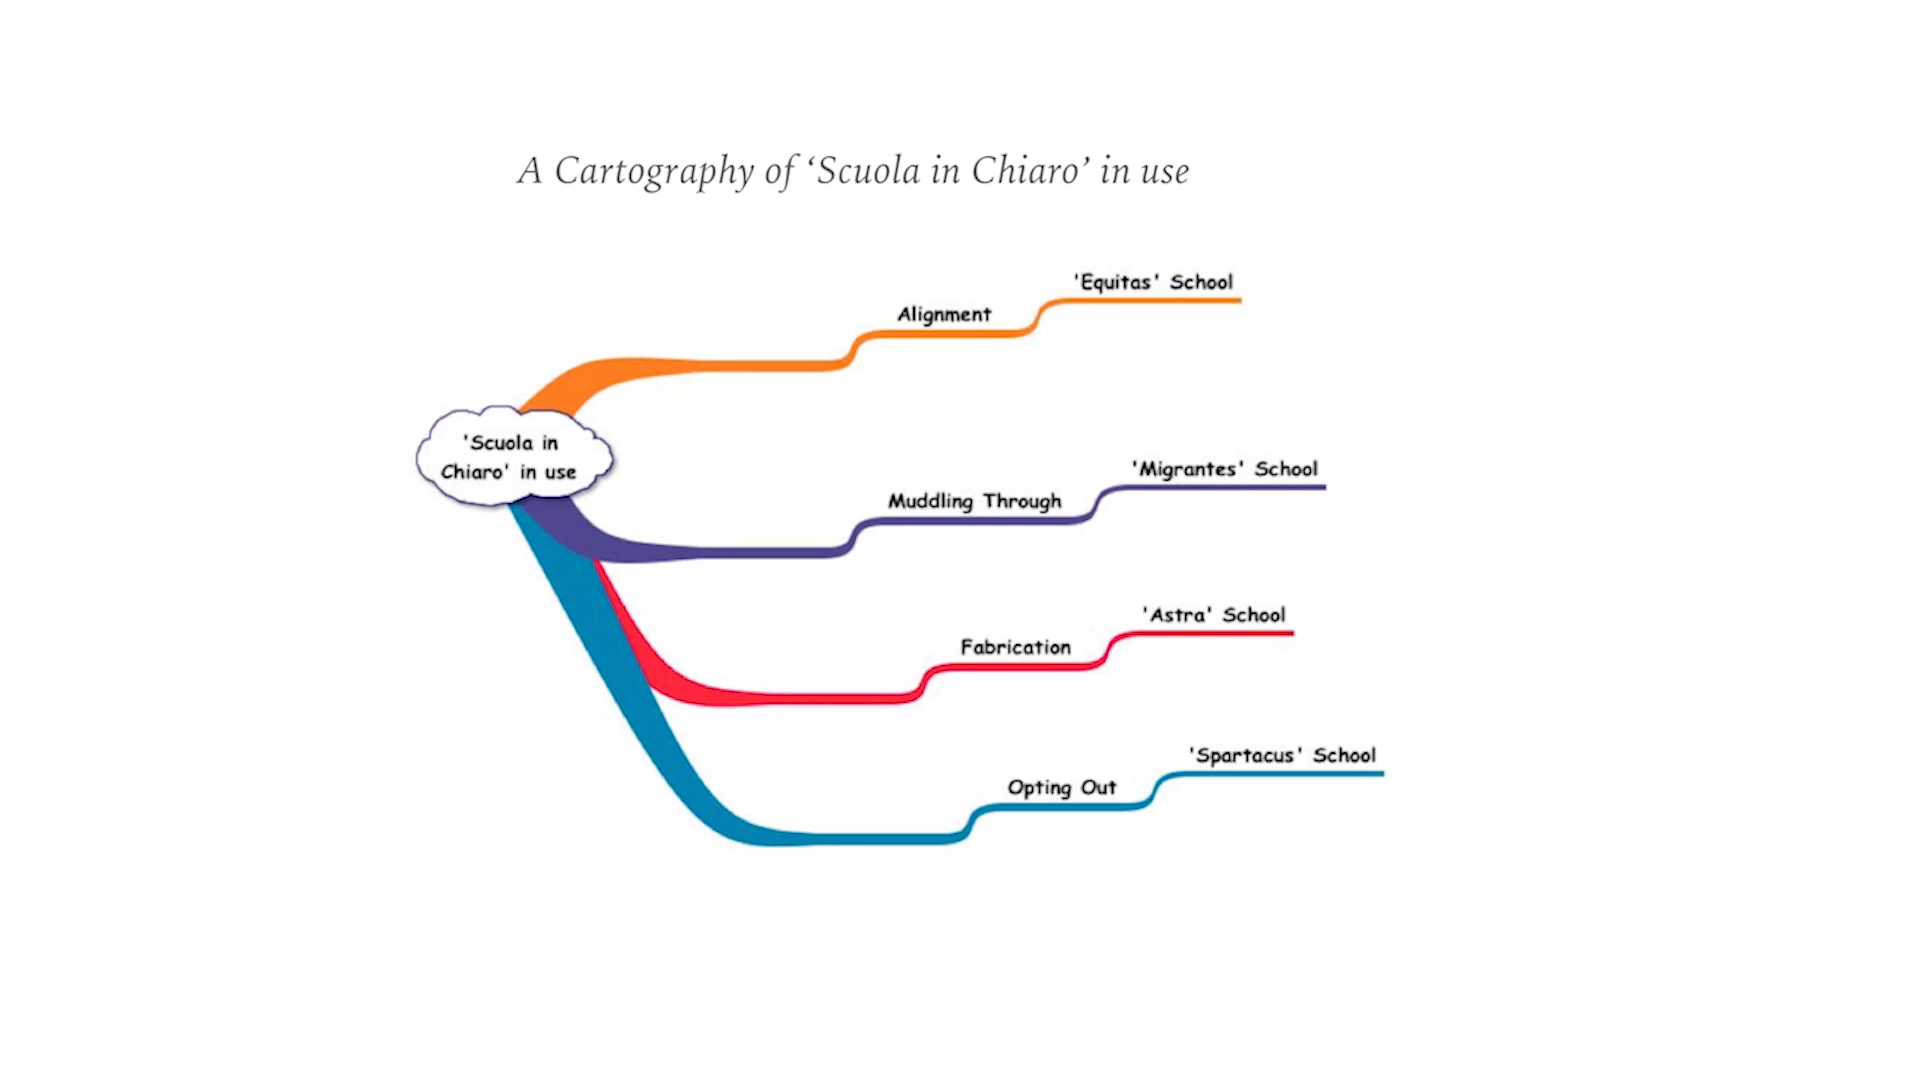 A Cartography of ‘Scuola in Chiaro’ in use
'Equitas' School
Alignment
'Scuola in
Chiaro' in use
'Migrantes' School
Muddling Through
'Astra' School
Fabrication
'Spartacus' School
Opting Out